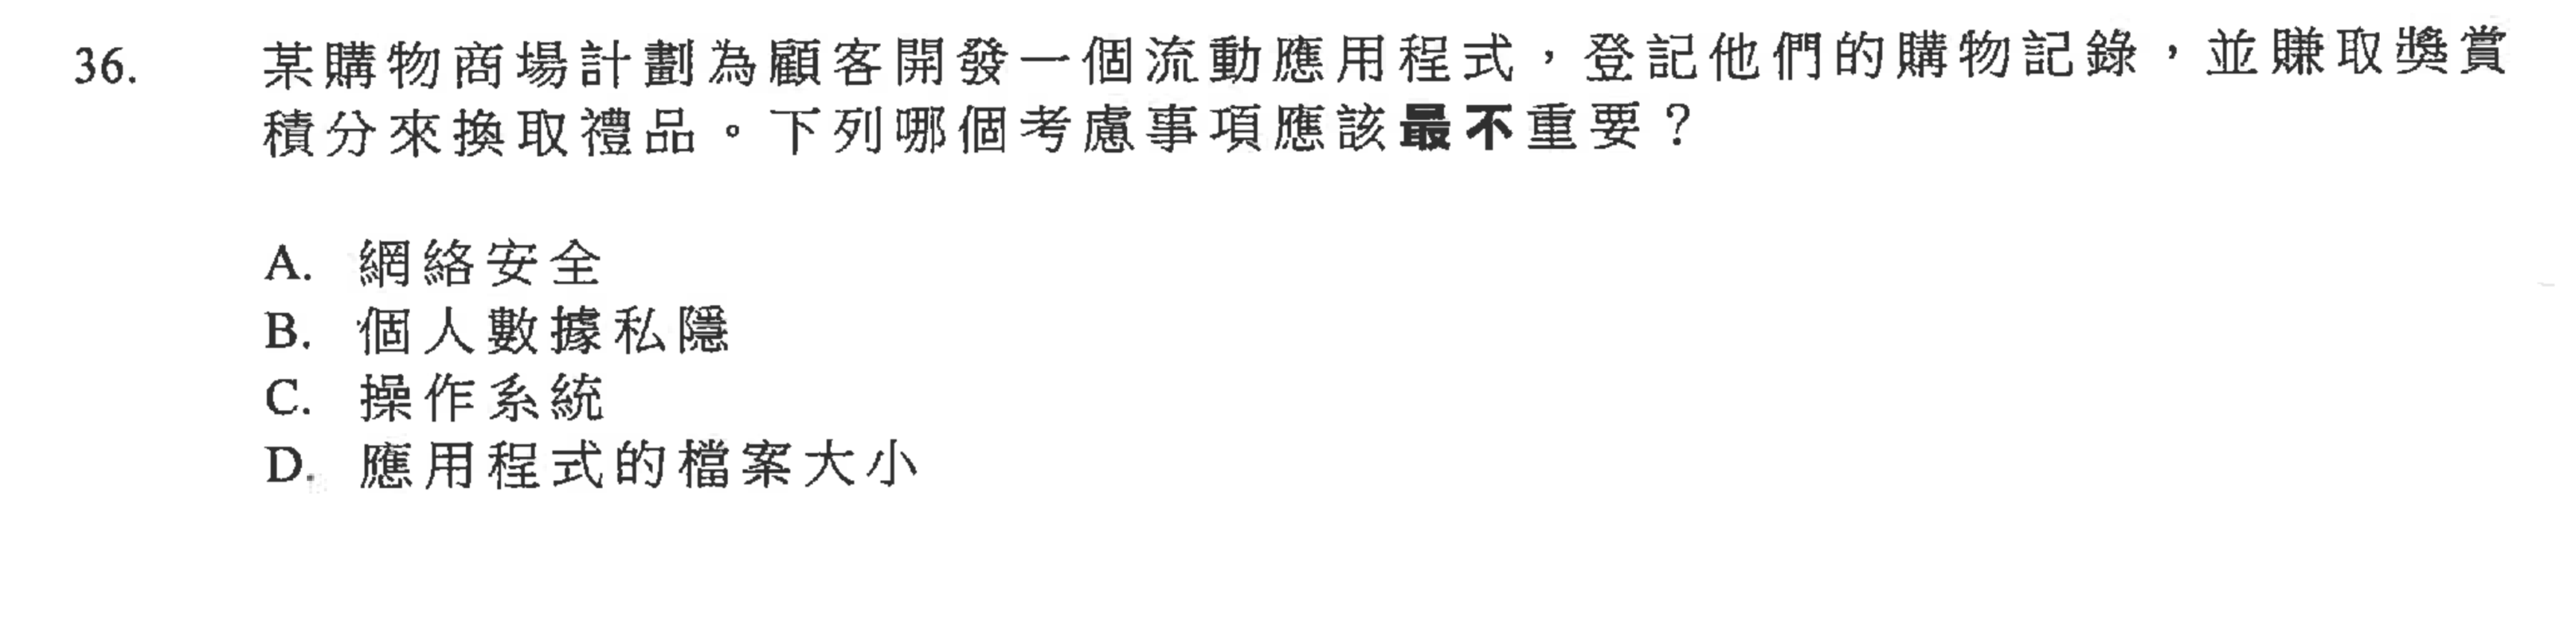 36. 某購物商場計劃為顧客開發一個流動應用程式，登記他們的購物記錄，並賺取獎賞
積分來換取禮品。下列哪個考慮事項應該最不重要？
A. 網絡安全
B. 個人數據私隱
C. 操作系統
D. 應用程式的檔案大小